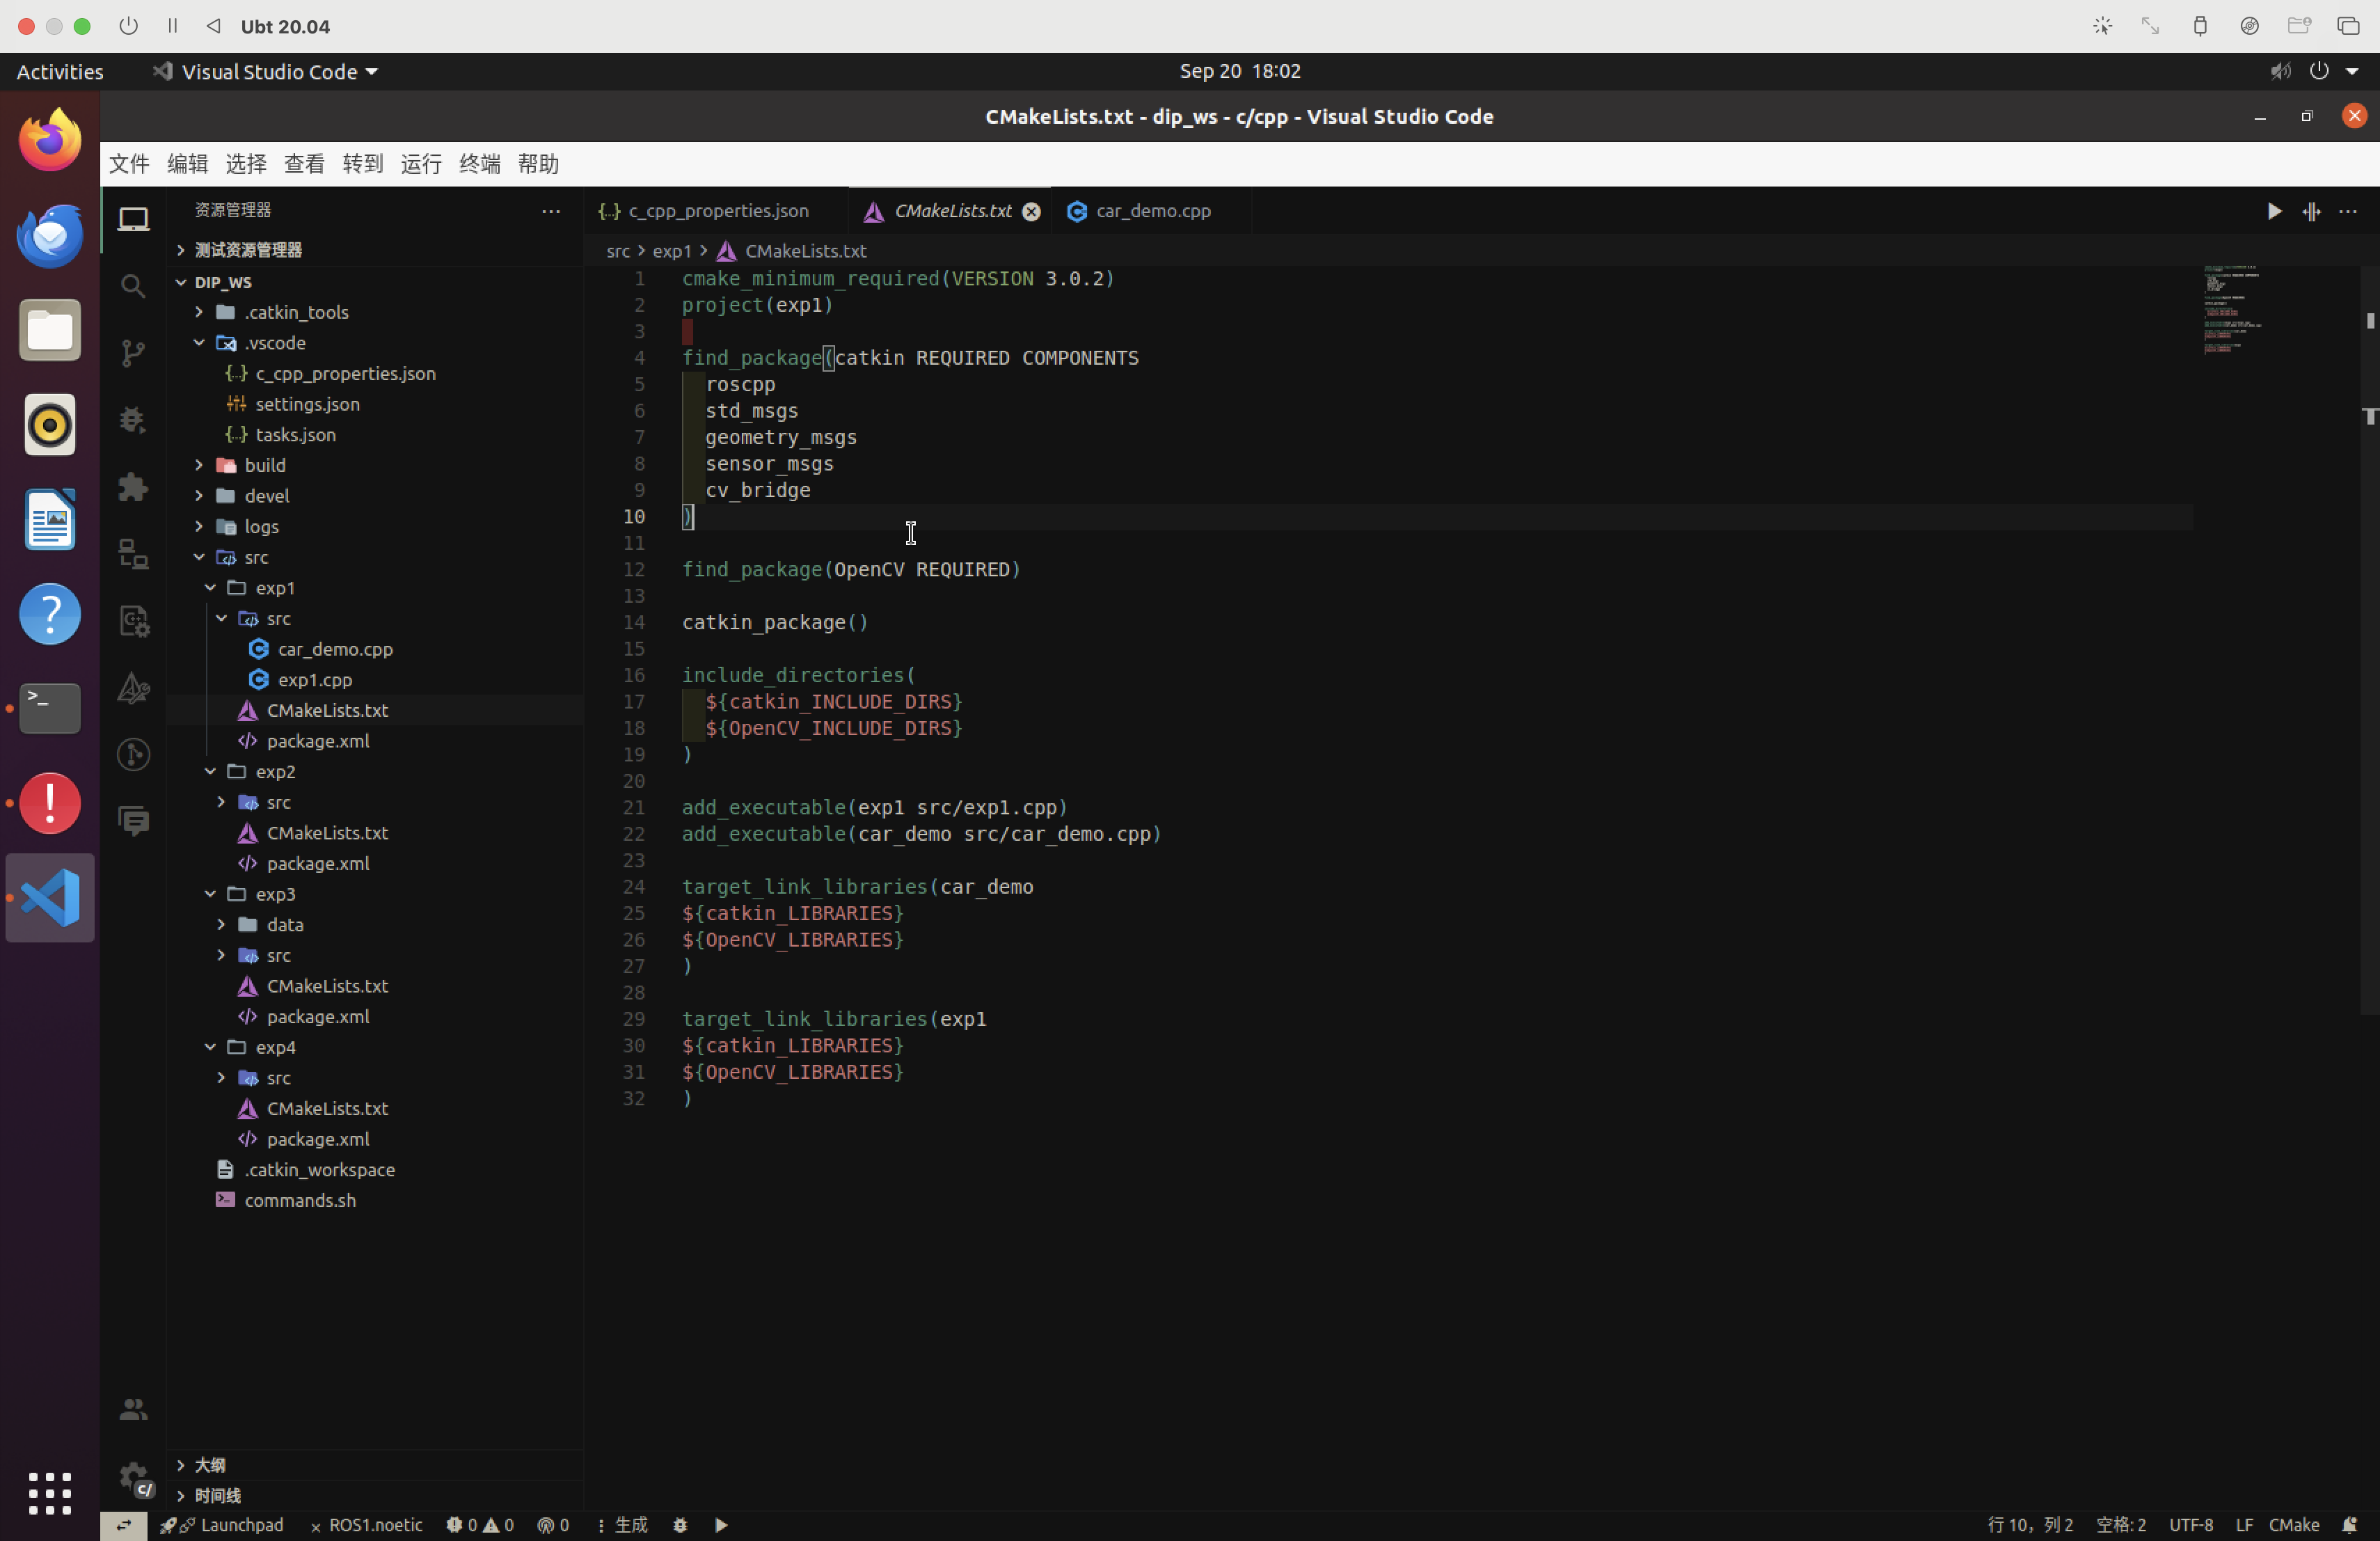 Ubt 20.04
Activities
Visual Studio Code
Sep 20 18:02
CMakeLists.txt - dip_ws - c/cpp - Visual Studio Code
文件 编辑 选择 查看 转到 运行 终端 帮助
资源管理器
测试资源管理器
DIP_WS
.catkin_tools
.vscode
c_cpp_properties.json
settings.json
tasks.json
build
devel
logs
src
exp1
src
car_demo.cpp
exp1.cpp
CMakeLists.txt
package.xml
exp2
src
CMakeLists.txt
package.xml
exp3
data
src
CMakeLists.txt
package.xml
exp4
src
CMakeLists.txt
package.xml
.catkin_workspace
commands.sh
大纲
时间线
c_cpp_properties.json
CMakeLists.txt
car_demo.cpp
src > exp1 > CMakeLists.txt
1 cmake_minimum_required(VERSION 3.0.2)
2 project(exp1)
3
4 find_package(catkin REQUIRED COMPONENTS
5 roscpp
6 std_msgs
7 geometry_msgs
8 sensor_msgs
9 cv_bridge
10 )
11
12 find_package(OpenCV REQUIRED)
13
14 catkin_package()
15
16 include_directories(
17 ${catkin_INCLUDE_DIRS}
18 ${OpenCV_INCLUDE_DIRS}
19 )
20
21 add_executable(exp1 src/exp1.cpp)
22 add_executable(car_demo src/car_demo.cpp)
23
24 target_link_libraries(car_demo
25 ${catkin_LIBRARIES}
26 ${OpenCV_LIBRARIES}
27 )
28
29 target_link_libraries(exp1
30 ${catkin_LIBRARIES}
31 ${OpenCV_LIBRARIES}
32 )
Launchpad
ROS1.noetic
0 0
0
生成
行 10，列 2
空格: 2
UTF-8
LF
CMake